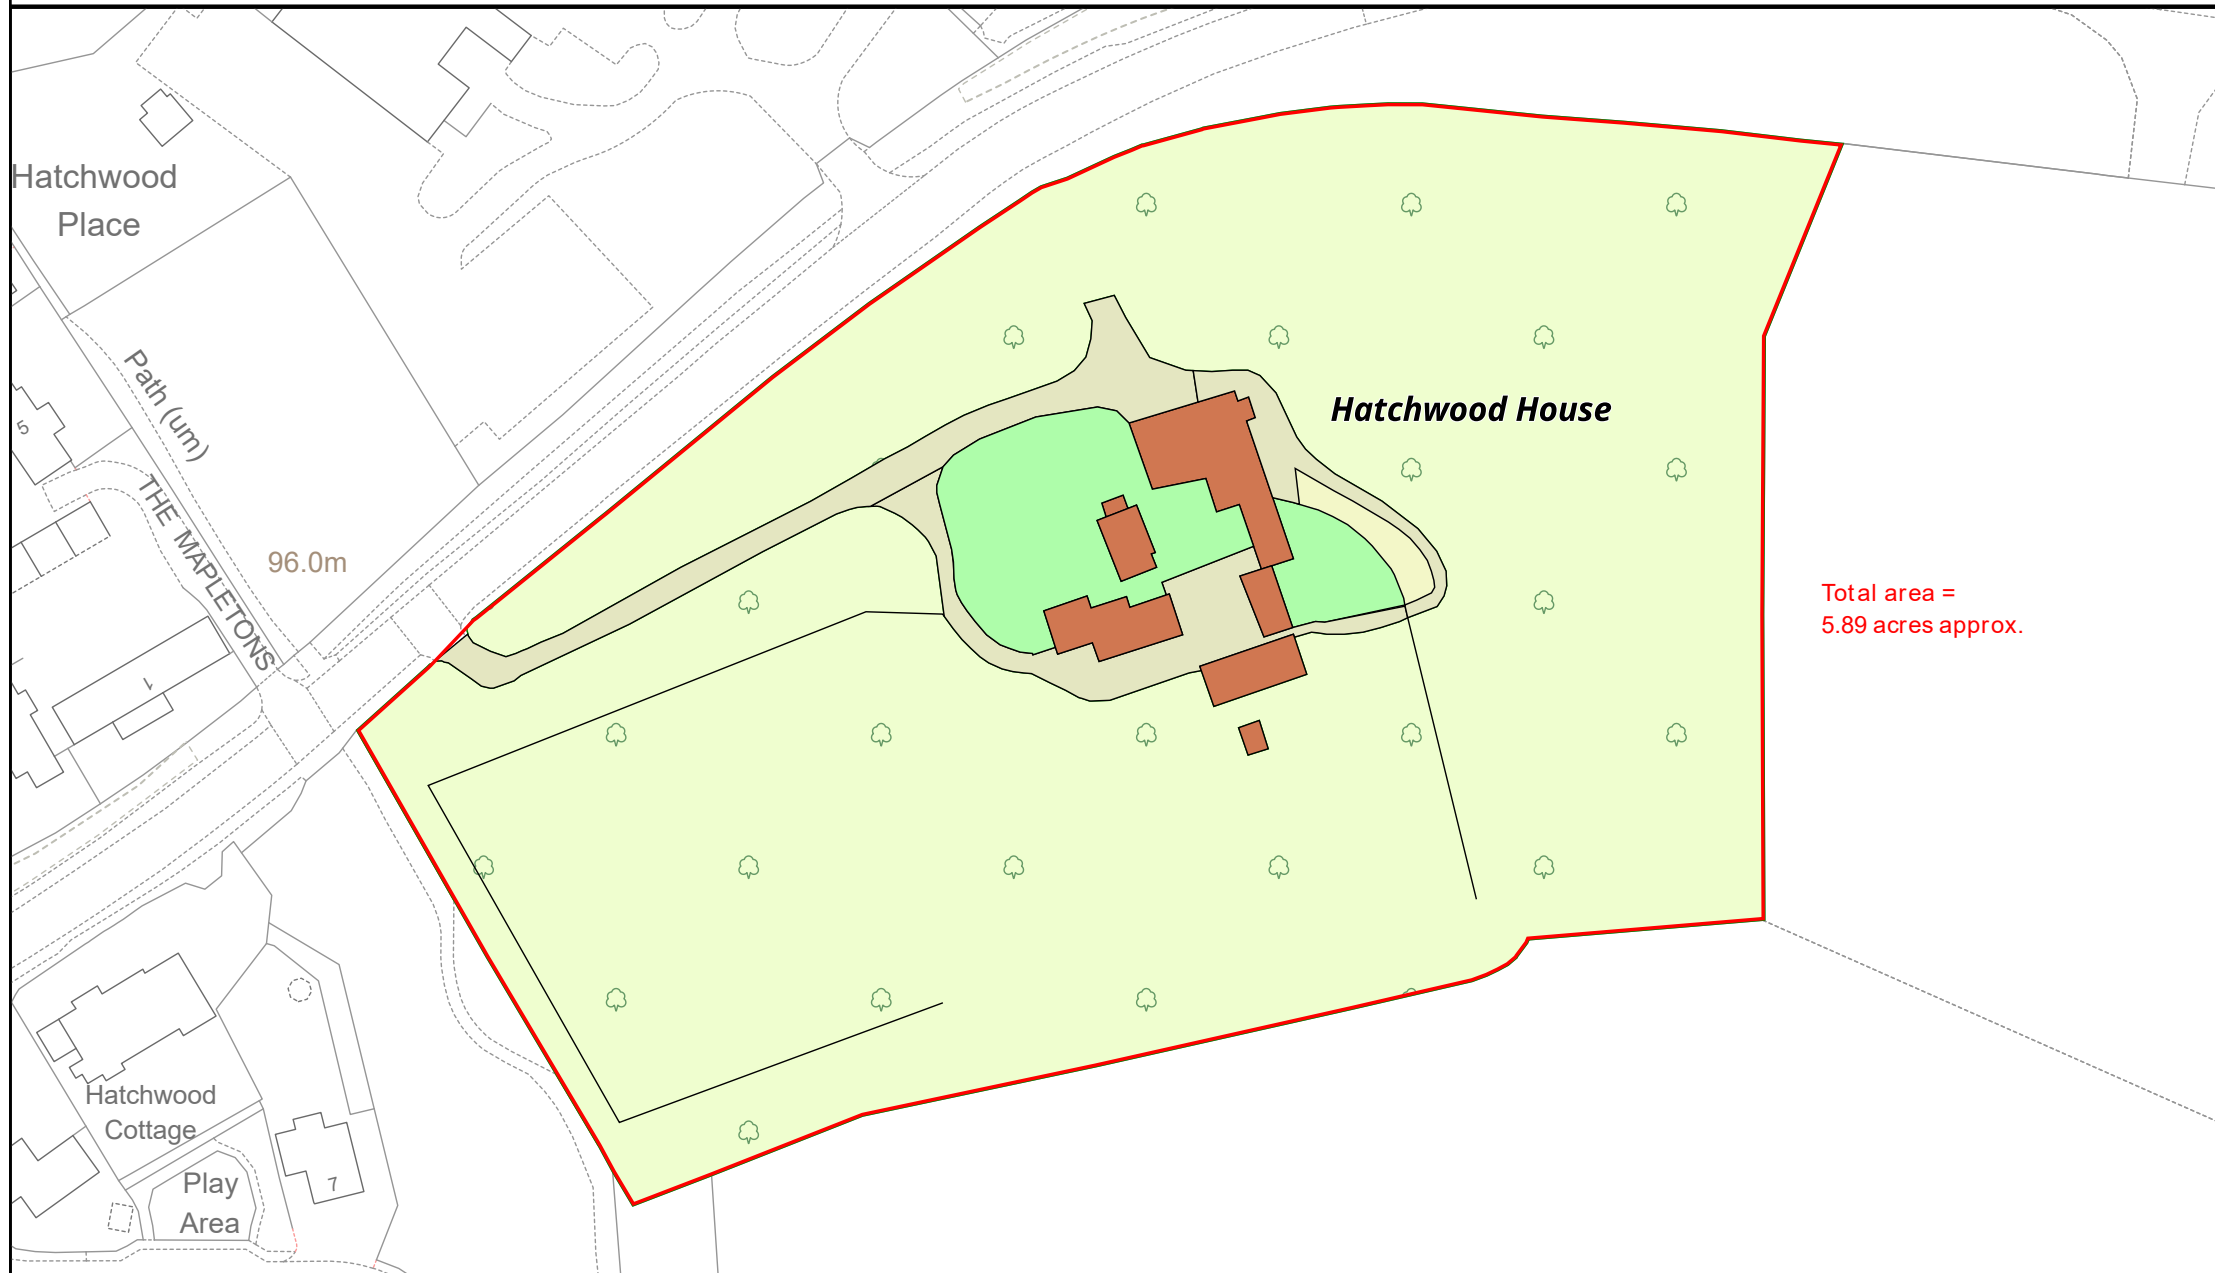 Hatchwood
Place
Path (um)
Hatchwood House
5
THE MAPLETONS
96.0m
Total area =
5.89 acres approx.
1
Hatchwood
Cottage
Play
Area
7